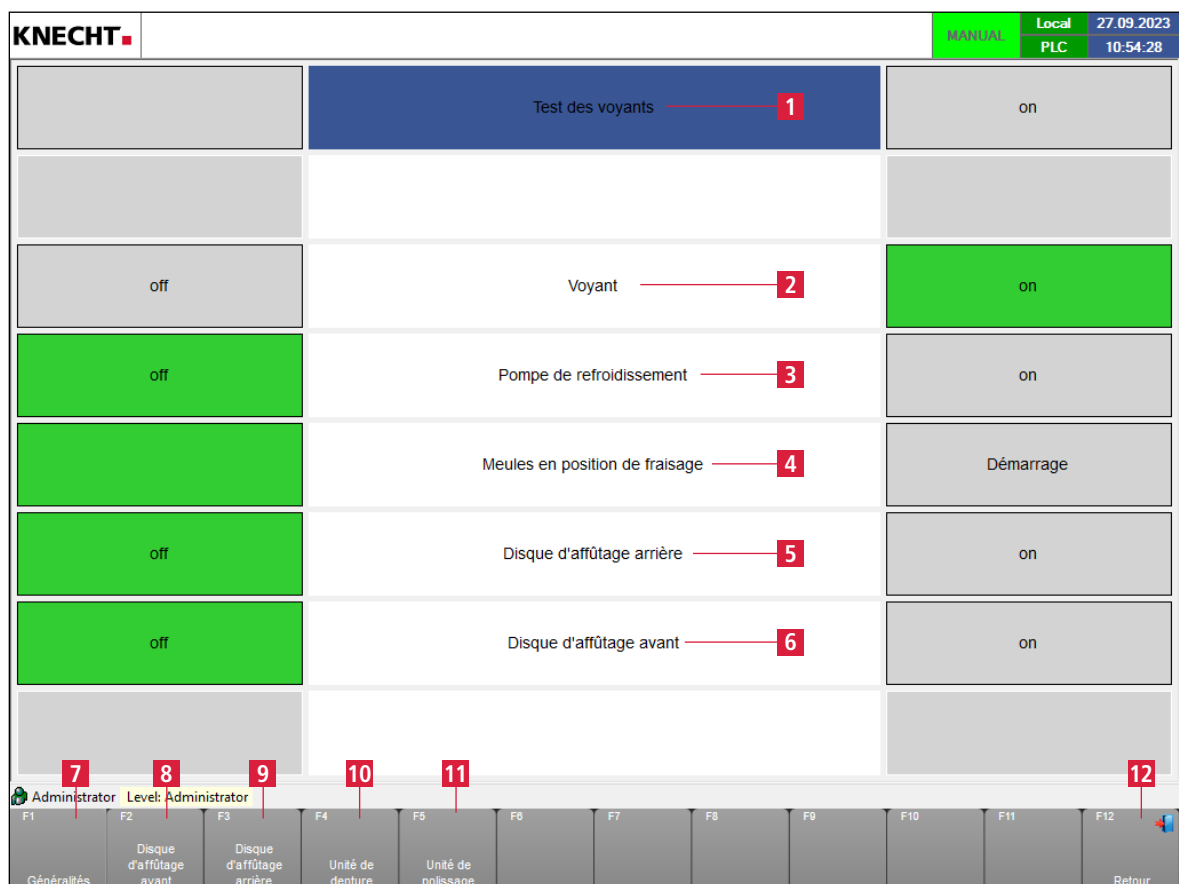 KNECHT
MANUAL
Local
27.09.2023
PLC
10:54:28
Test des voyants
1
on
off
Voyant
2
on
off
Pompe de refroidissement
3
on
Meules en position de fraisage
4
Démarrage
off
Disque d'affûtage arrière
5
on
off
Disque d'affûtage avant
6
on
7
8
9
10
11
12
Administrator Level: Administrator
F1
F2
F3
F4
F5
F6
F7
F8
F9
F10
F11
F12
Généralités
Disque
d'affûtage
avant
Disque
d'affûtage
arrière
Unité de
denture
Unité de
polissage
Retour